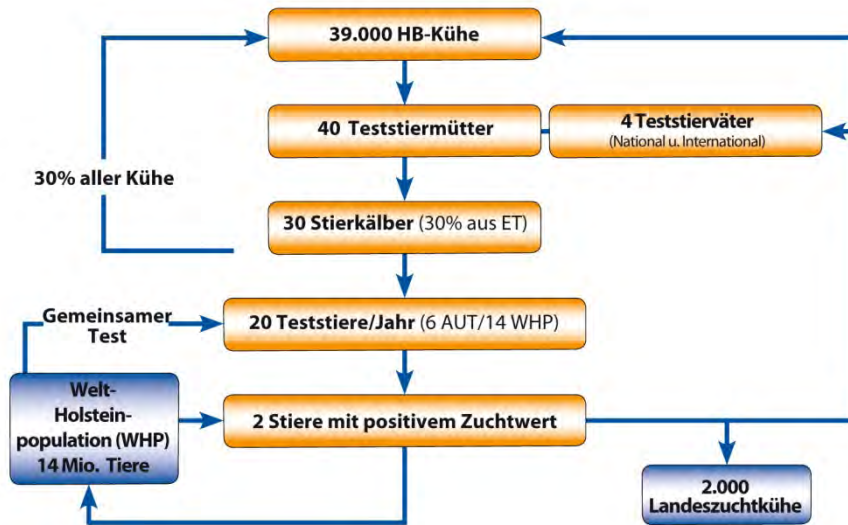 39.000 HB-Kühe
40 Teststiermütter
4 Teststierväter
(National u. International)
30% aller Kühe
30 Stierkälber (30% aus ET)
Gemeinsamer
Test
20 Teststiere/Jahr (6 AUT/14 WHP)
Welt-
Holstein-
population (WHP)
14 Mio. Tiere
2 Stiere mit positivem Zuchtwert
2.000
Landeszuchtkühe